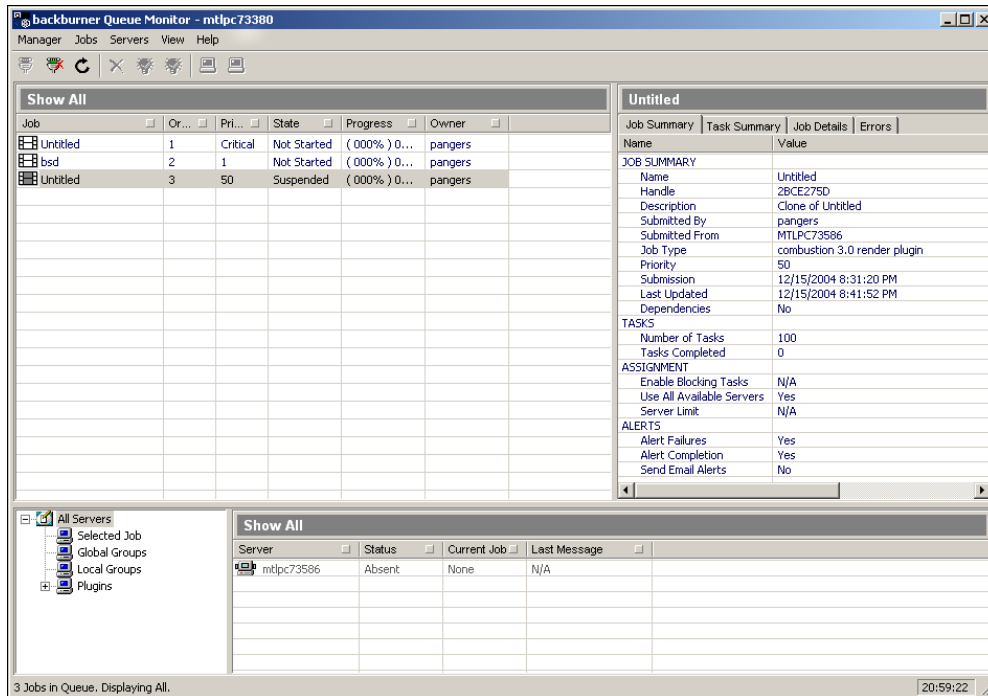 backburner Queue Monitor - mtlpc73380
Manager Jobs Servers View Help
Show All
Job Or... Pri... State Progress Owner
Untitled 1 Critical Not Started ( 000% ) 0... pangers
bsd 2 1 Not Started ( 000% ) 0... pangers
Untitled 3 50 Suspended ( 000% ) 0... pangers
Untitled
Job Summary Task Summary Job Details Errors
Name Value
JOB SUMMARY
Name Untitled
Handle 2BCE275D
Description Clone of Untitled
Submitted By pangers
Submitted From MTLPC73586
Job Type combustion 3.0 render plugin
Priority 50
Submission 12/15/2004 8:31:20 PM
Last Updated 12/15/2004 8:41:52 PM
Dependencies No
TASKS
Number of Tasks 100
Tasks Completed 0
ASSIGNMENT
Enable Blocking Tasks N/A
Use All Available Servers Yes
Server Limit N/A
ALERTS
Alert Failures Yes
Alert Completion Yes
Send Email Alerts No
All Servers
Selected Job
Global Groups
Local Groups
Plugins
Show All
Server Status Current Job Last Message
mtlpc73586 Absent None N/A
3 Jobs in Queue. Displaying All.
20:59:22